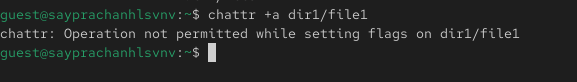 guest@sayprachanhlsvnv:~$ chattr +a dir1/file1
chattr: Operation not permitted while setting flags on dir1/file1
guest@sayprachanhlsvnv:~$